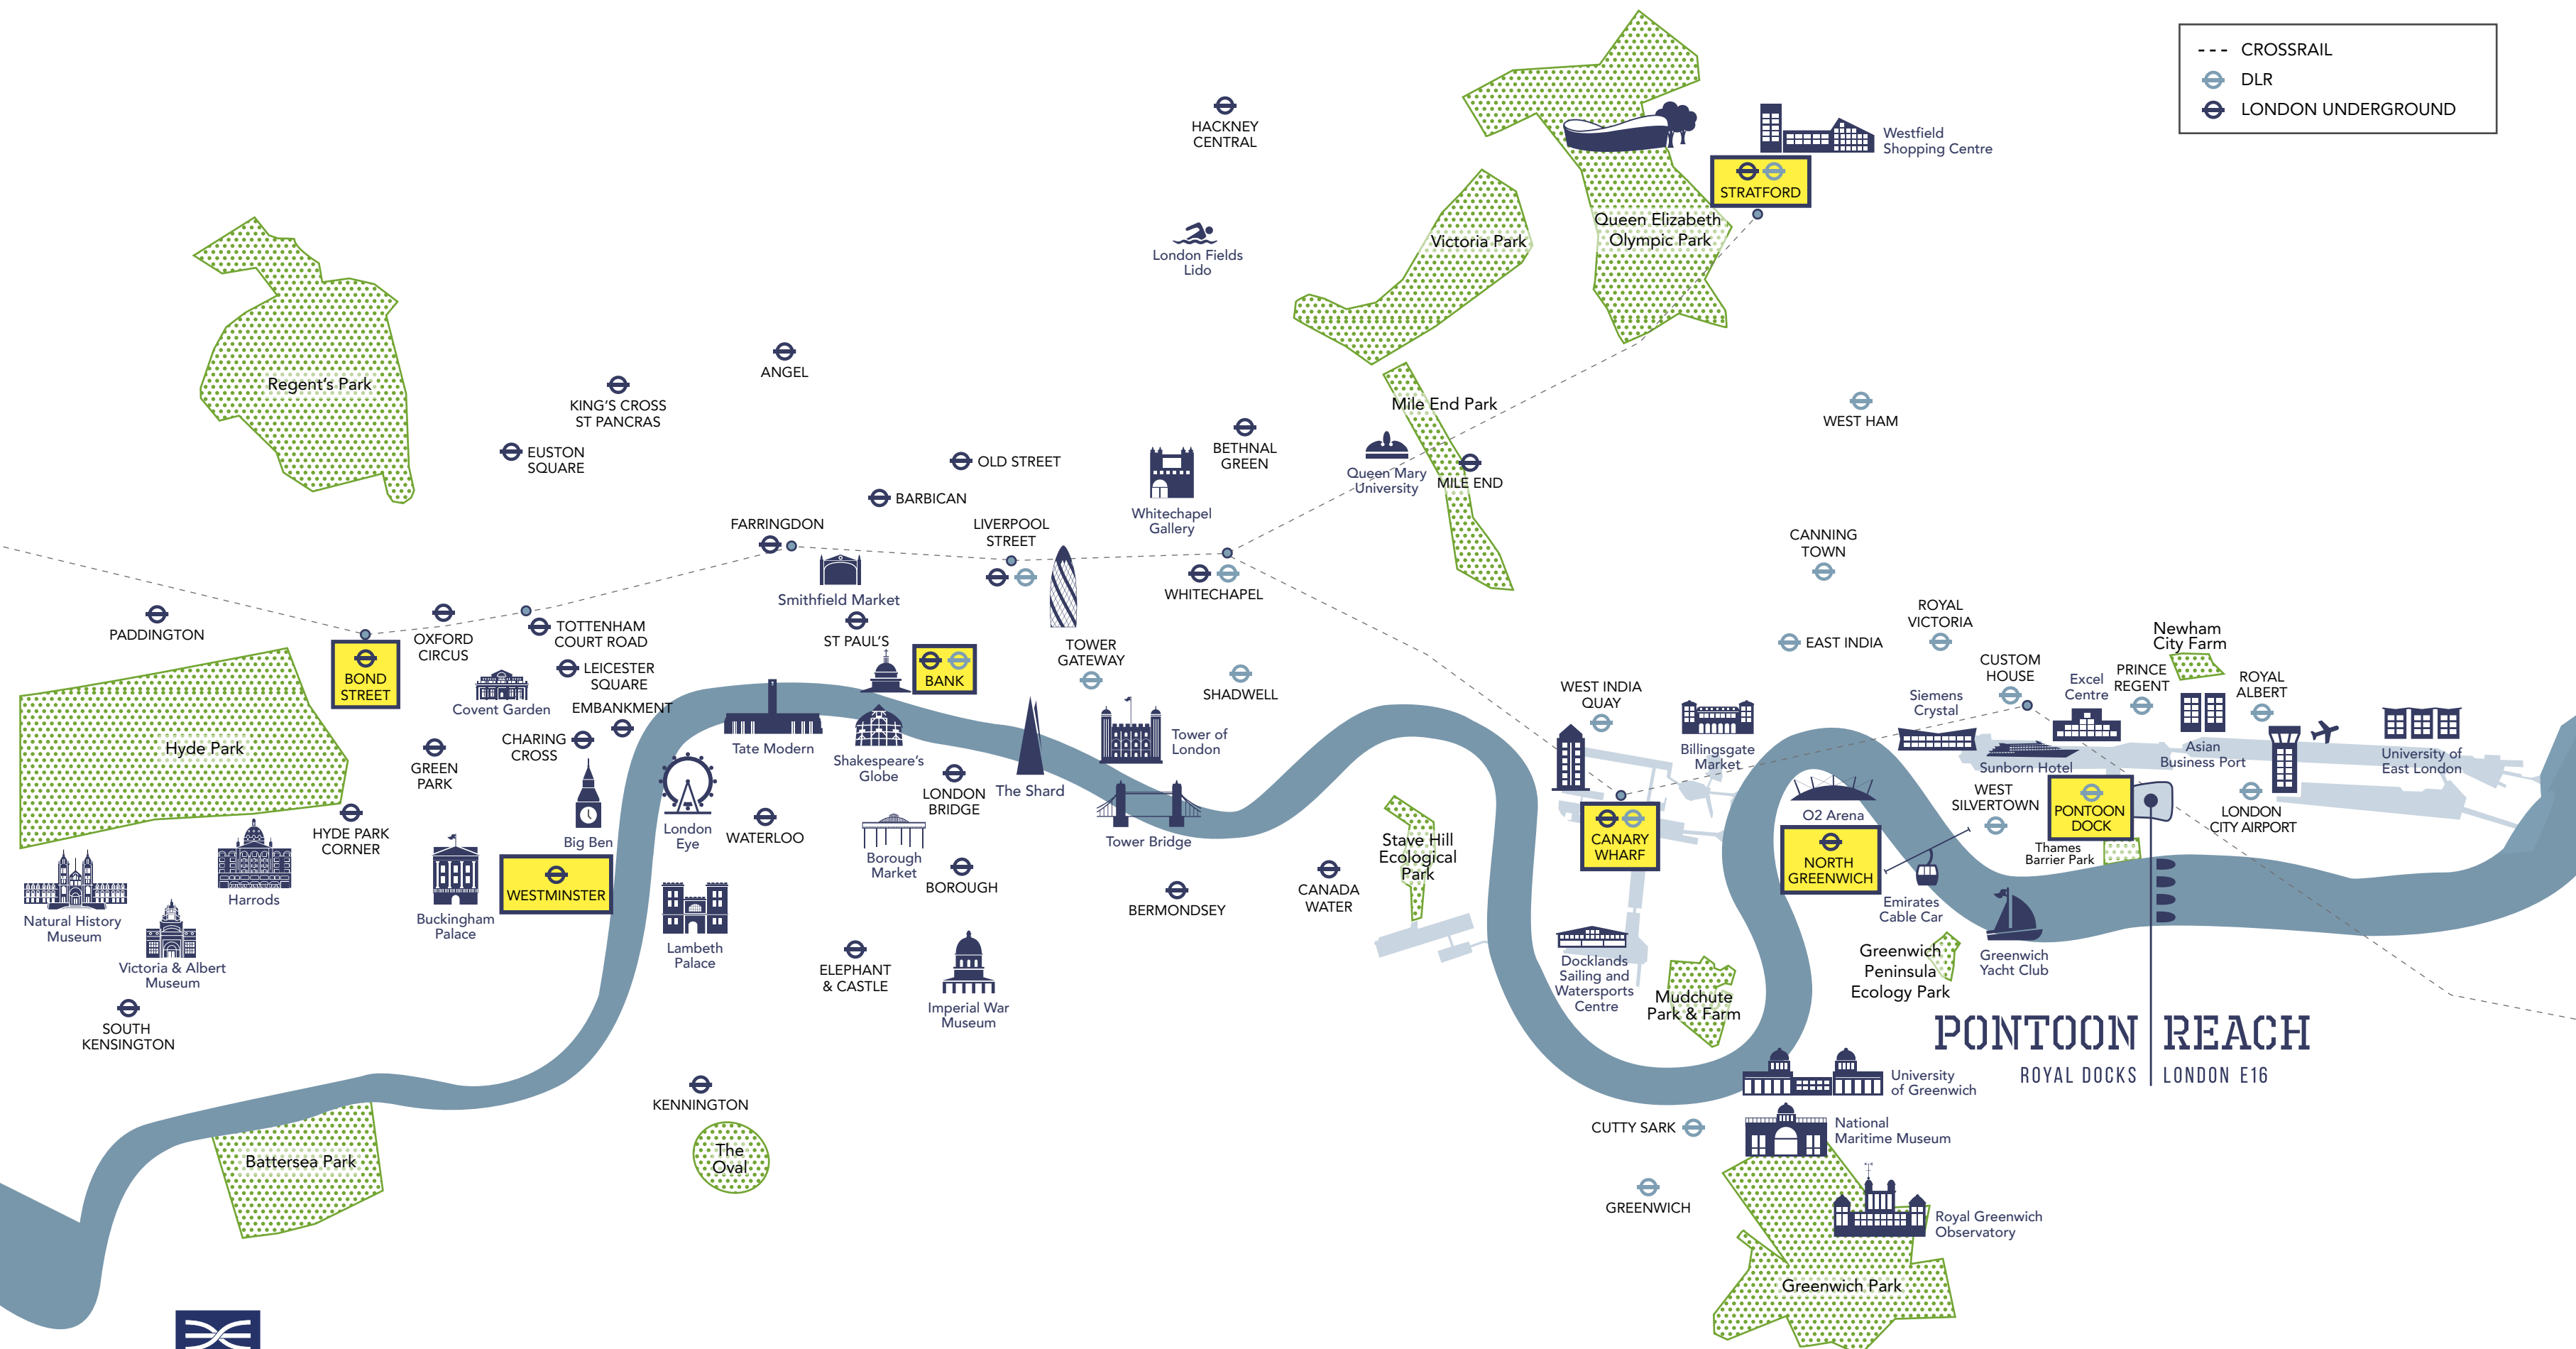 CROSSRAIL
DLR
LONDON UNDERGROUND
HACKNEY
CENTRAL
Westfield
Shopping Centre
STRATFORD
London Fields
Lido
Victoria Park
Queen Elizabeth
Olympic Park
Regent's Park
ANGEL
KING'S CROSS
ST PANCRAS
EUSTON
SQUARE
OLD STREET
BARBICAN
BETHNAL
GREEN
Mile End Park
Queen Mary
University
MILE END
WEST HAM
FARRINGDON
LIVERPOOL
STREET
Whitechapel
Gallery
WHITECHAPEL
CANNING
TOWN
Smithfield Market
PADDINGTON
OXFORD
CIRCUS
TOTTENHAM
COURT ROAD
ST PAUL'S
BOND
STREET
LEICESTER
SQUARE
BANK
TOWER
GATEWAY
SHADWELL
EAST INDIA
ROYAL
VICTORIA
CUSTOM
HOUSE
Newham
City Farm
PRINCE
REGENT
ROYAL
ALBERT
Excel
Centre
Siemens
Crystal
WEST INDIA
QUAY
Covent Garden
EMBANKMENT
CHARING
CROSS
Hyde Park
GREEN
PARK
Tate Modern
Shakespeare's
Globe
LONDON
BRIDGE
The Shard
Tower of
London
Tower Bridge
Billingsgate
Market
Sunborn Hotel
Asian
Business Port
University of
East London
O2 Arena
WEST
SILVERTOWN
PONTOON
DOCK
LONDON
CITY AIRPORT
HYDE PARK
CORNER
Big Ben
London
Eye
WATERLOO
Borough
Market
BOROUGH
Stave Hill
Ecological
Park
CANARY
WHARF
NORTH
GREENWICH
Thames
Barrier Park
Harrods
Natural History
Museum
Victoria & Albert
Museum
Buckingham
Palace
WESTMINSTER
Lambeth
Palace
BERMONDSEY
CANADA
WATER
Emirates
Cable Car
Greenwich
Yacht Club
Greenwich
Peninsula
Ecology Park
ELEPHANT
& CASTLE
Imperial War
Museum
Docklands
Sailing and
Watersports
Centre
Mudchute
Park & Farm
SOUTH
KENSINGTON
PONTOON REACH
ROYAL DOCKS LONDON E16
University
of Greenwich
KENNINGTON
CUTTY SARK
National
Maritime Museum
The
Oval
Battersea Park
GREENWICH
Royal Greenwich
Observatory
Greenwich Park